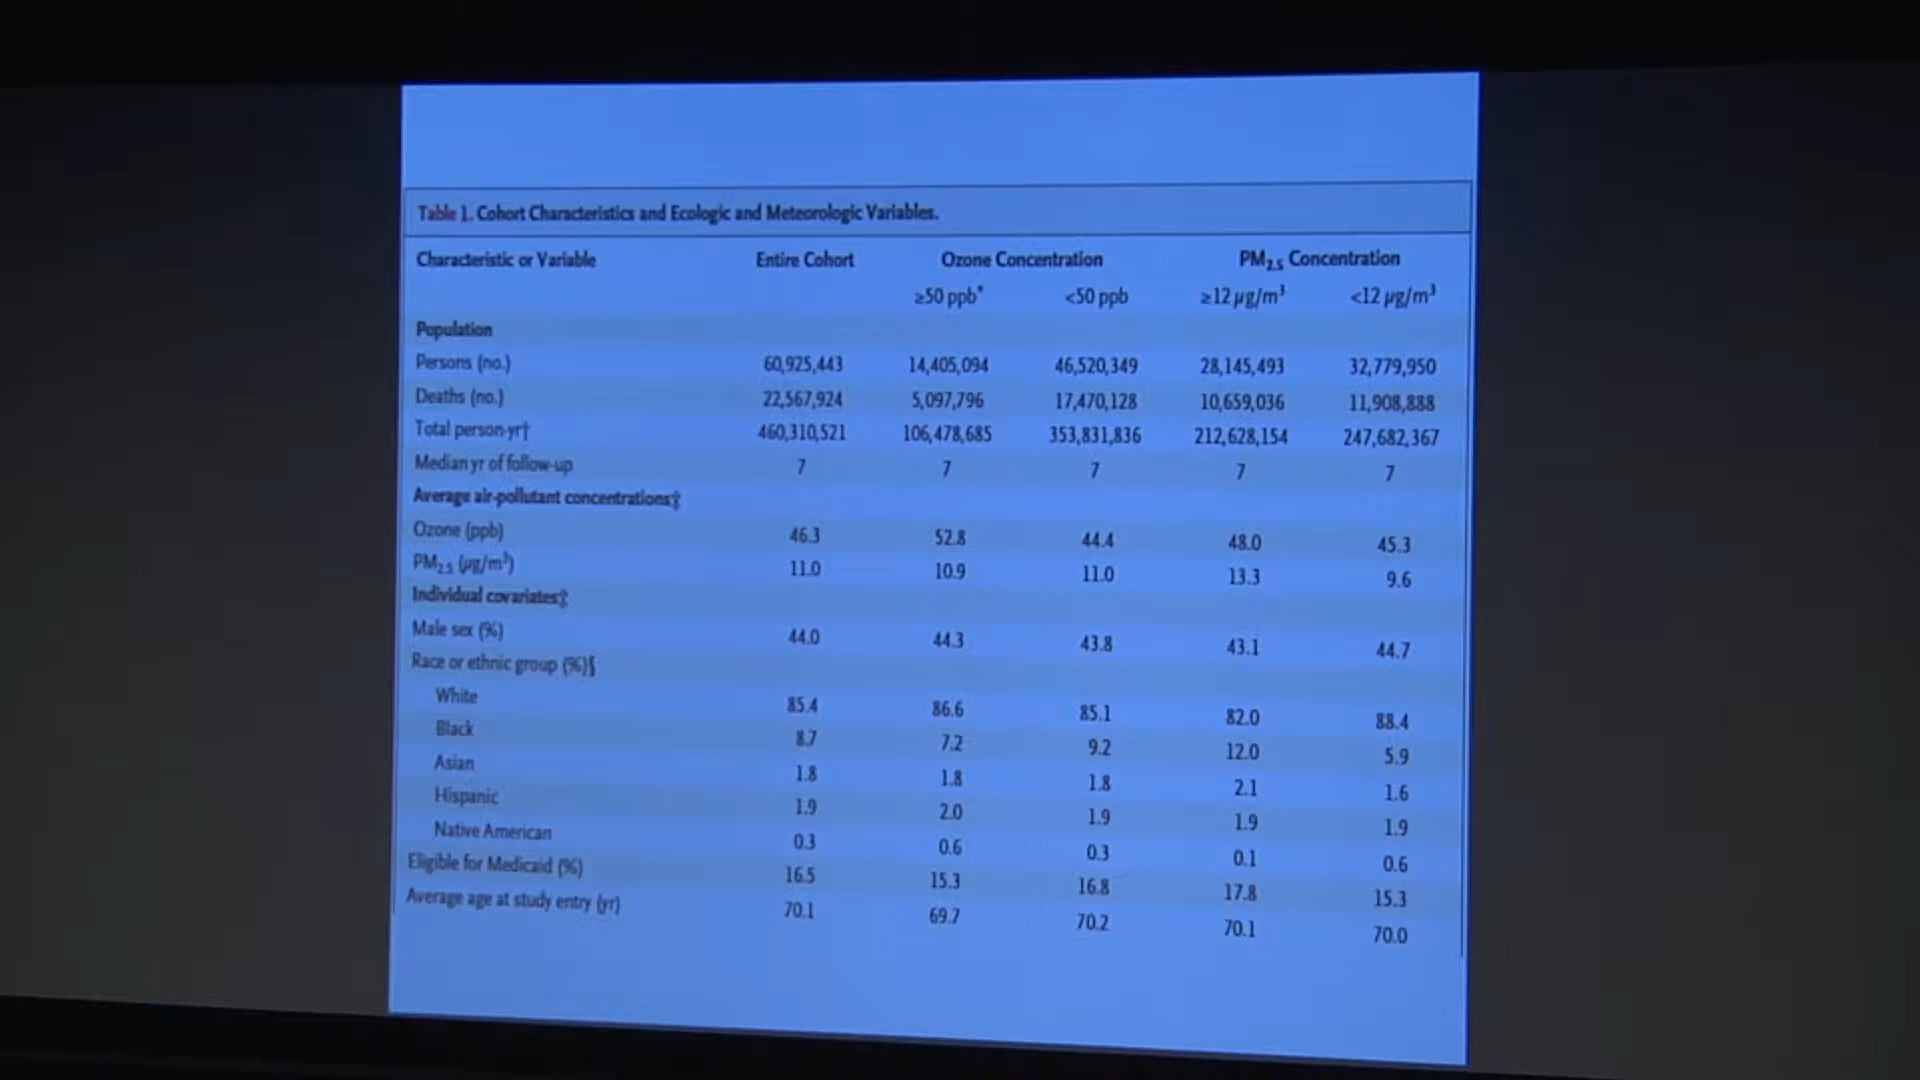 Table 1. Cohort Characteristics and Ecologic and Meteorologic Variables.
Characteristic or Variable Entire Cohort Ozone Concentration PM2.5 Concentration
≥50 ppb* <50 ppb ≥12 μg/m³ <12 μg/m³
Population
Persons (no.) 60,925,443 14,405,094 46,520,349 28,145,493 32,779,950
Deaths (no.) 22,567,924 5,097,796 17,470,128 10,659,036 11,908,888
Total person-yr† 460,310,521 106,478,685 353,831,836 212,628,154 247,682,367
Median yr of follow-up 7 7 7 7 7
Average air-pollutant concentrations‡
Ozone (ppb) 46.3 52.8 44.4 48.0 45.3
PM2.5 (μg/m³) 11.0 10.9 11.0 13.3 9.6
Individual covariates‡
Male sex (%) 44.0 44.3 43.8 43.1 44.7
Race or ethnic group (%)§
White 85.4 86.6 85.1 82.0 88.4
Black 8.7 7.2 9.2 12.0 5.9
Asian 1.8 1.8 1.8 2.1 1.6
Hispanic 1.9 2.0 1.9 1.9 1.9
Native American 0.3 0.6 0.3 0.1 0.6
Eligible for Medicaid (%) 16.5 15.3 16.8 17.8 15.3
Average age at study entry (yr) 70.1 69.7 70.2 70.1 70.0